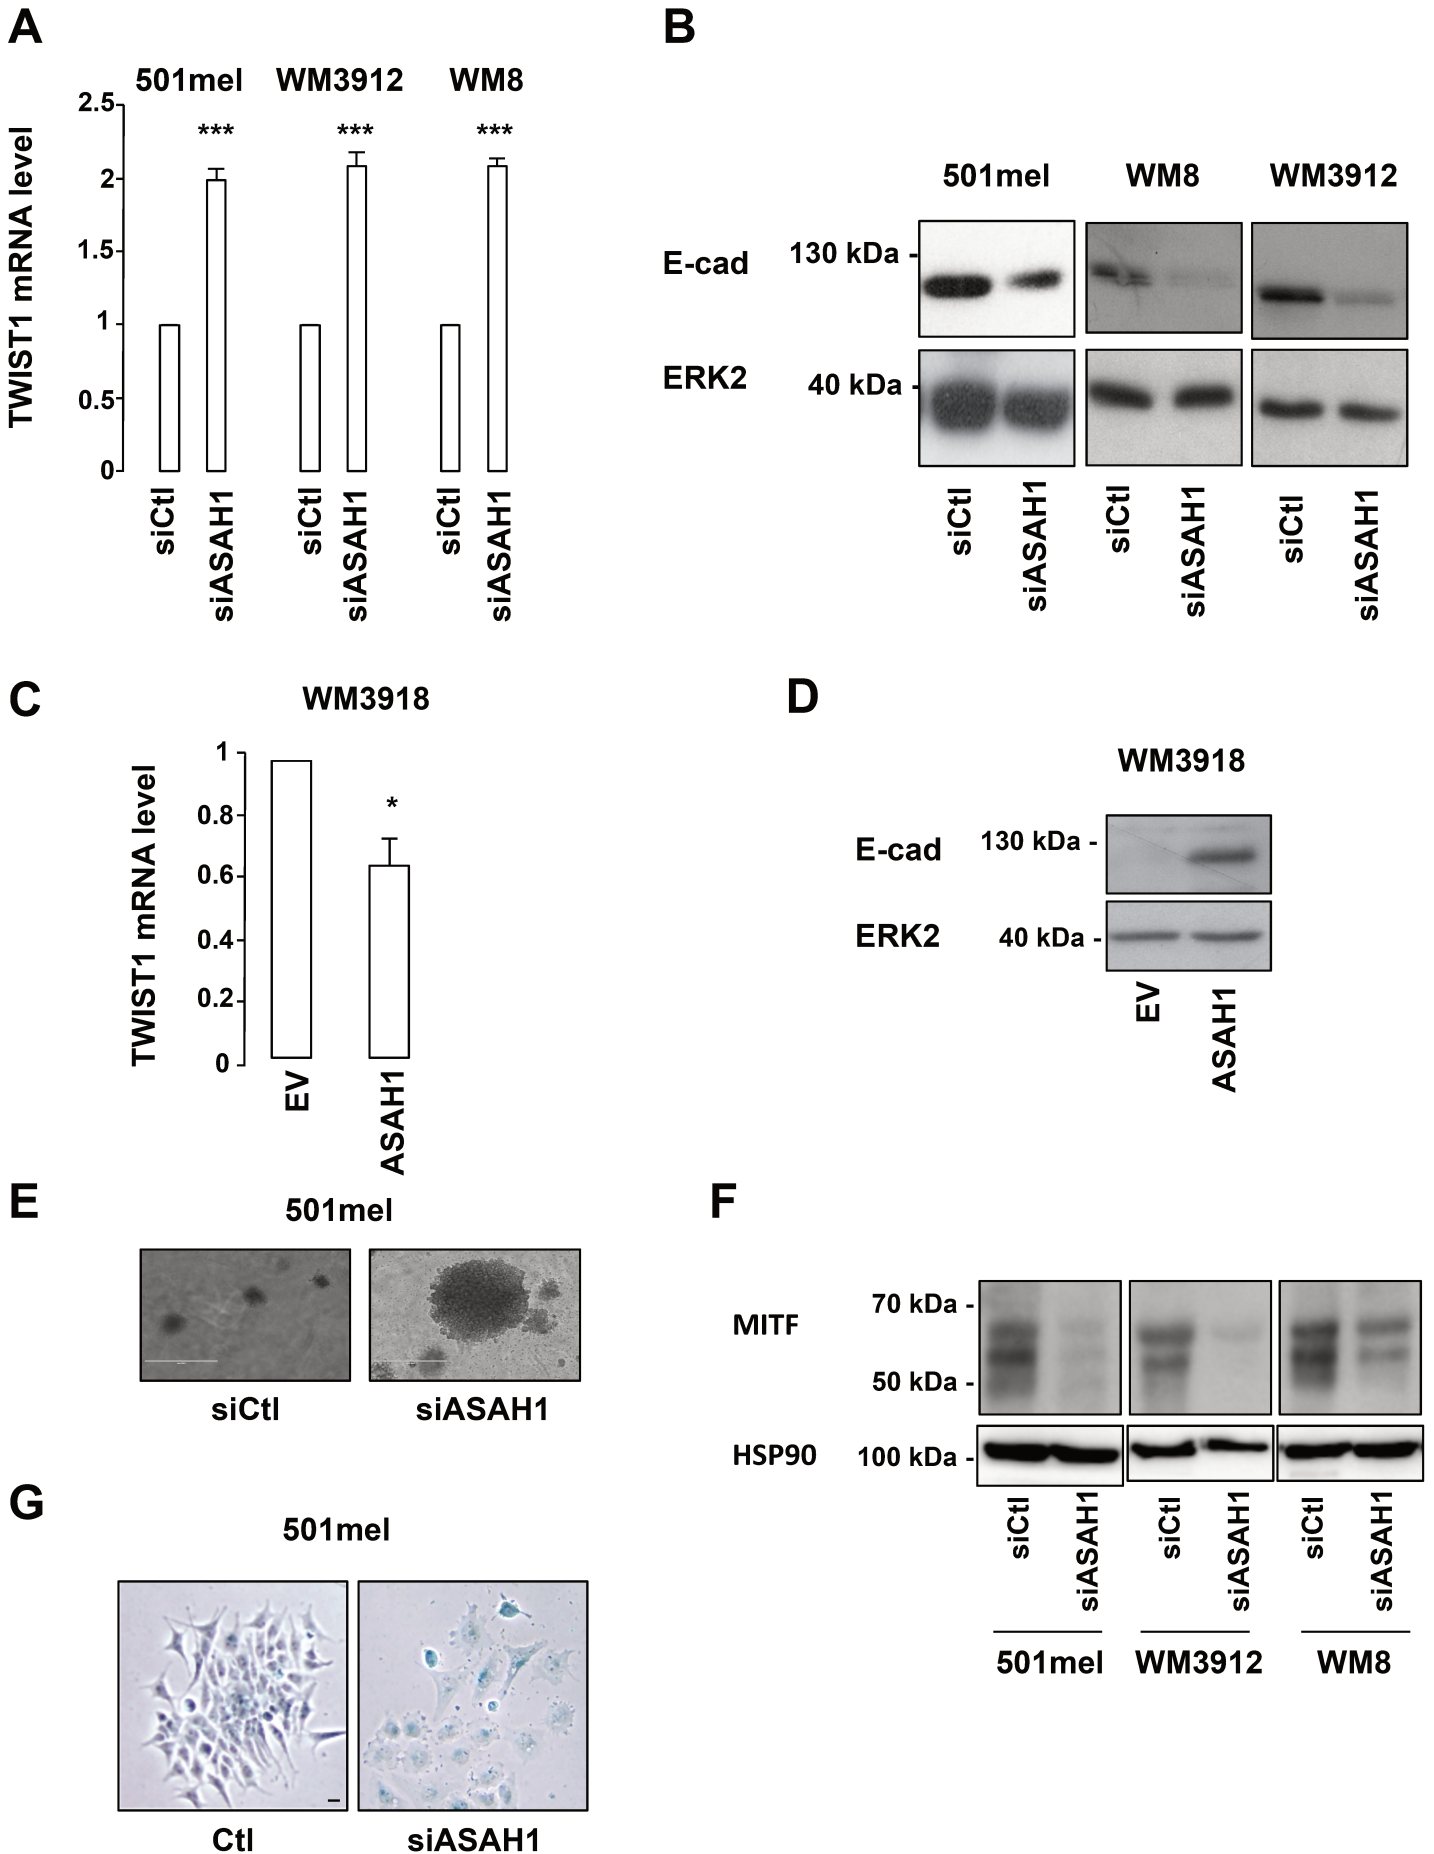 A
501mel WM3912 WM8
TWIST1 mRNA level
2.5
2
1.5
1
0.5
0
*** *** ***
siCtl siASAH1 siCtl siASAH1 siCtl siASAH1
B
501mel WM8 WM3912
E-cad 130 kDa -
ERK2 40 kDa -
siCtl siASAH1 siCtl siASAH1 siCtl siASAH1
C
WM3918
TWIST1 mRNA level
1
0.8
0.6
0.4
0.2
0
*
EV ASAH1
D
WM3918
E-cad 130 kDa -
ERK2 40 kDa -
EV ASAH1
E
501mel
siCtl siASAH1
F
MITF 70 kDa -
50 kDa -
HSP90 100 kDa -
siCtl siASAH1 siCtl siASAH1 siCtl siASAH1
501mel WM3912 WM8
G
501mel
Ctl siASAH1